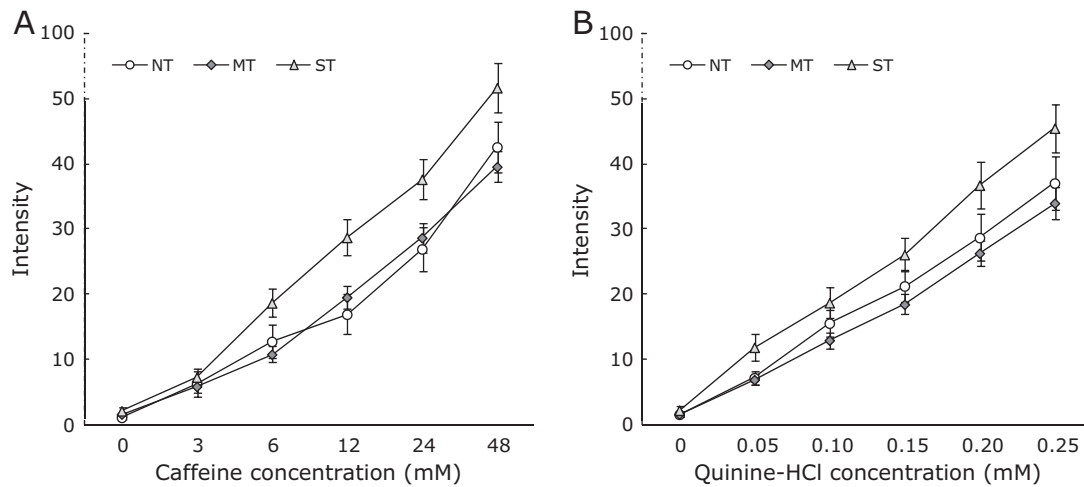 A
100
NT MT ST
50
40
30
20
10
0
Intensity
0 3 6 12 24 48
Caffeine concentration (mM)
B
100
NT MT ST
50
40
30
20
10
0
Intensity
0 0.05 0.10 0.15 0.20 0.25
Quinine-HCl concentration (mM)